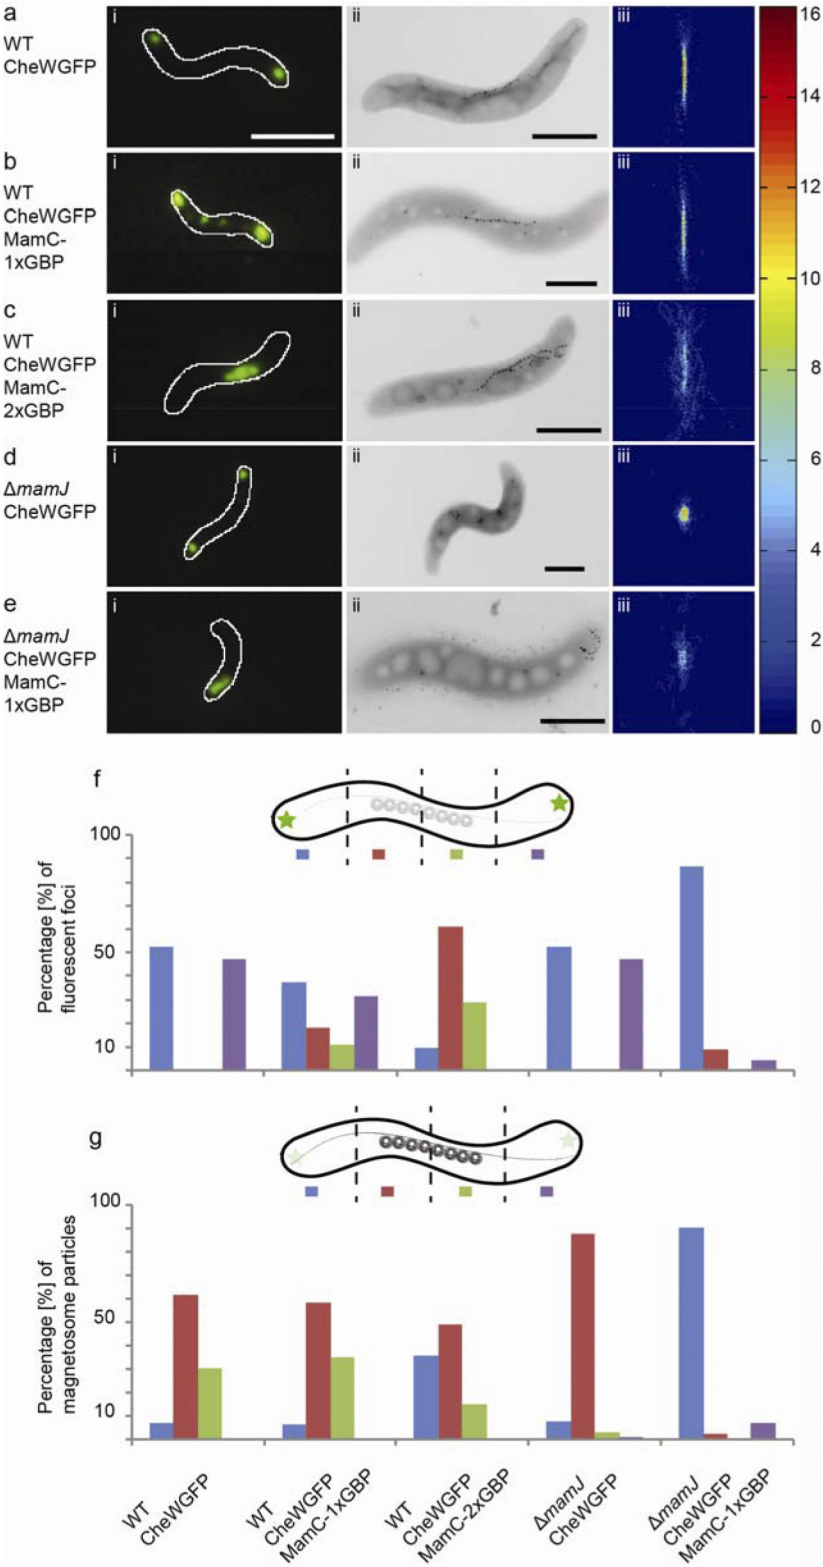 a
WT
CheWGFP
i
ii
iii
16
14
12
10
8
6
4
2
0
b
WT
CheWGFP
MamC-
1xGBP
i
ii
iii
c
WT
CheWGFP
MamC-
2xGBP
i
ii
iii
d
ΔmamJ
CheWGFP
i
ii
iii
e
ΔmamJ
CheWGFP
MamC-
1xGBP
i
ii
iii
f
Percentage [%] of
fluorescent foci
100
50
10
g
Percentage [%] of
magnetosome particles
100
50
10
WT
CheWGFP
WT
CheWGFP
MamC-1xGBP
WT
CheWGFP
MamC-2xGBP
ΔmamJ
CheWGFP
ΔmamJ
CheWGFP
MamC-1xGBP